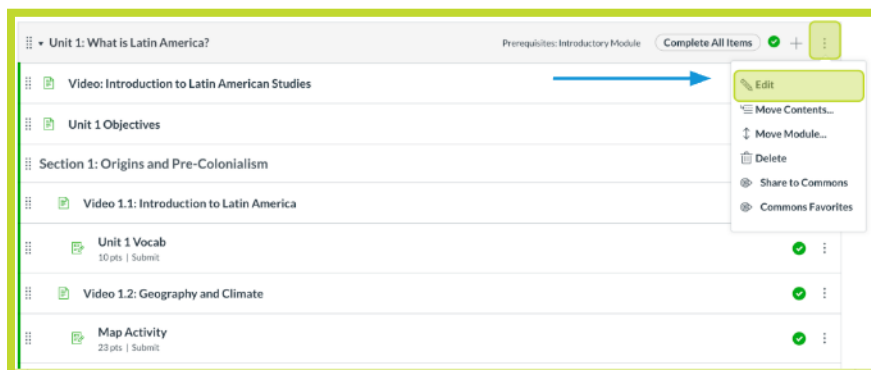 Unit 1: What is Latin America?
Prerequisites: Introductory Module
Complete All Items
Video: Introduction to Latin American Studies
Edit
Move Contents...
Unit 1 Objectives
Move Module...
Delete
Section 1: Origins and Pre-Colonialism
Share to Commons
Video 1.1: Introduction to Latin America
Commons Favorites
Unit 1 Vocab
10 pts | Submit
Video 1.2: Geography and Climate
Map Activity
23 pts | Submit